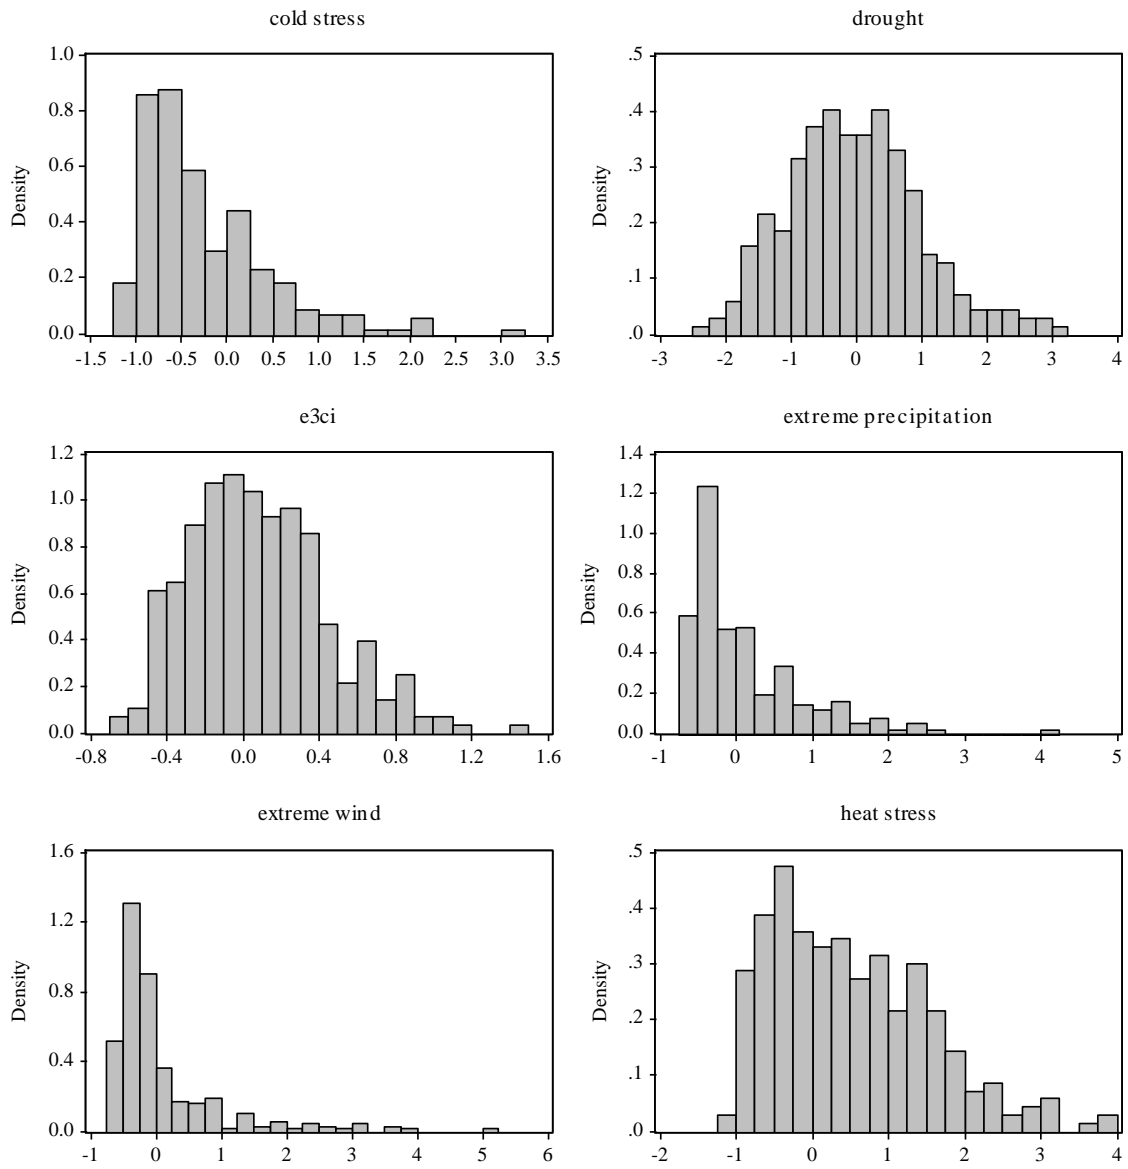 cold stress
1.0
0.8
0.6
0.4
0.2
0.0
Density
-1.5 -1.0 -0.5 0.0 0.5 1.0 1.5 2.0 2.5 3.0 3.5
drought
.5
.4
.3
.2
.1
.0
Density
-3 -2 -1 0 1 2 3 4
e3ci
1.2
1.0
0.8
0.6
0.4
0.2
0.0
Density
-0.8 -0.4 0.0 0.4 0.8 1.2 1.6
extreme precipitation
1.4
1.2
1.0
0.8
0.6
0.4
0.2
0.0
Density
-1 0 1 2 3 4 5
extreme wind
1.6
1.2
0.8
0.4
0.0
Density
-1 0 1 2 3 4 5 6
heat stress
.5
.4
.3
.2
.1
.0
Density
-2 -1 0 1 2 3 4